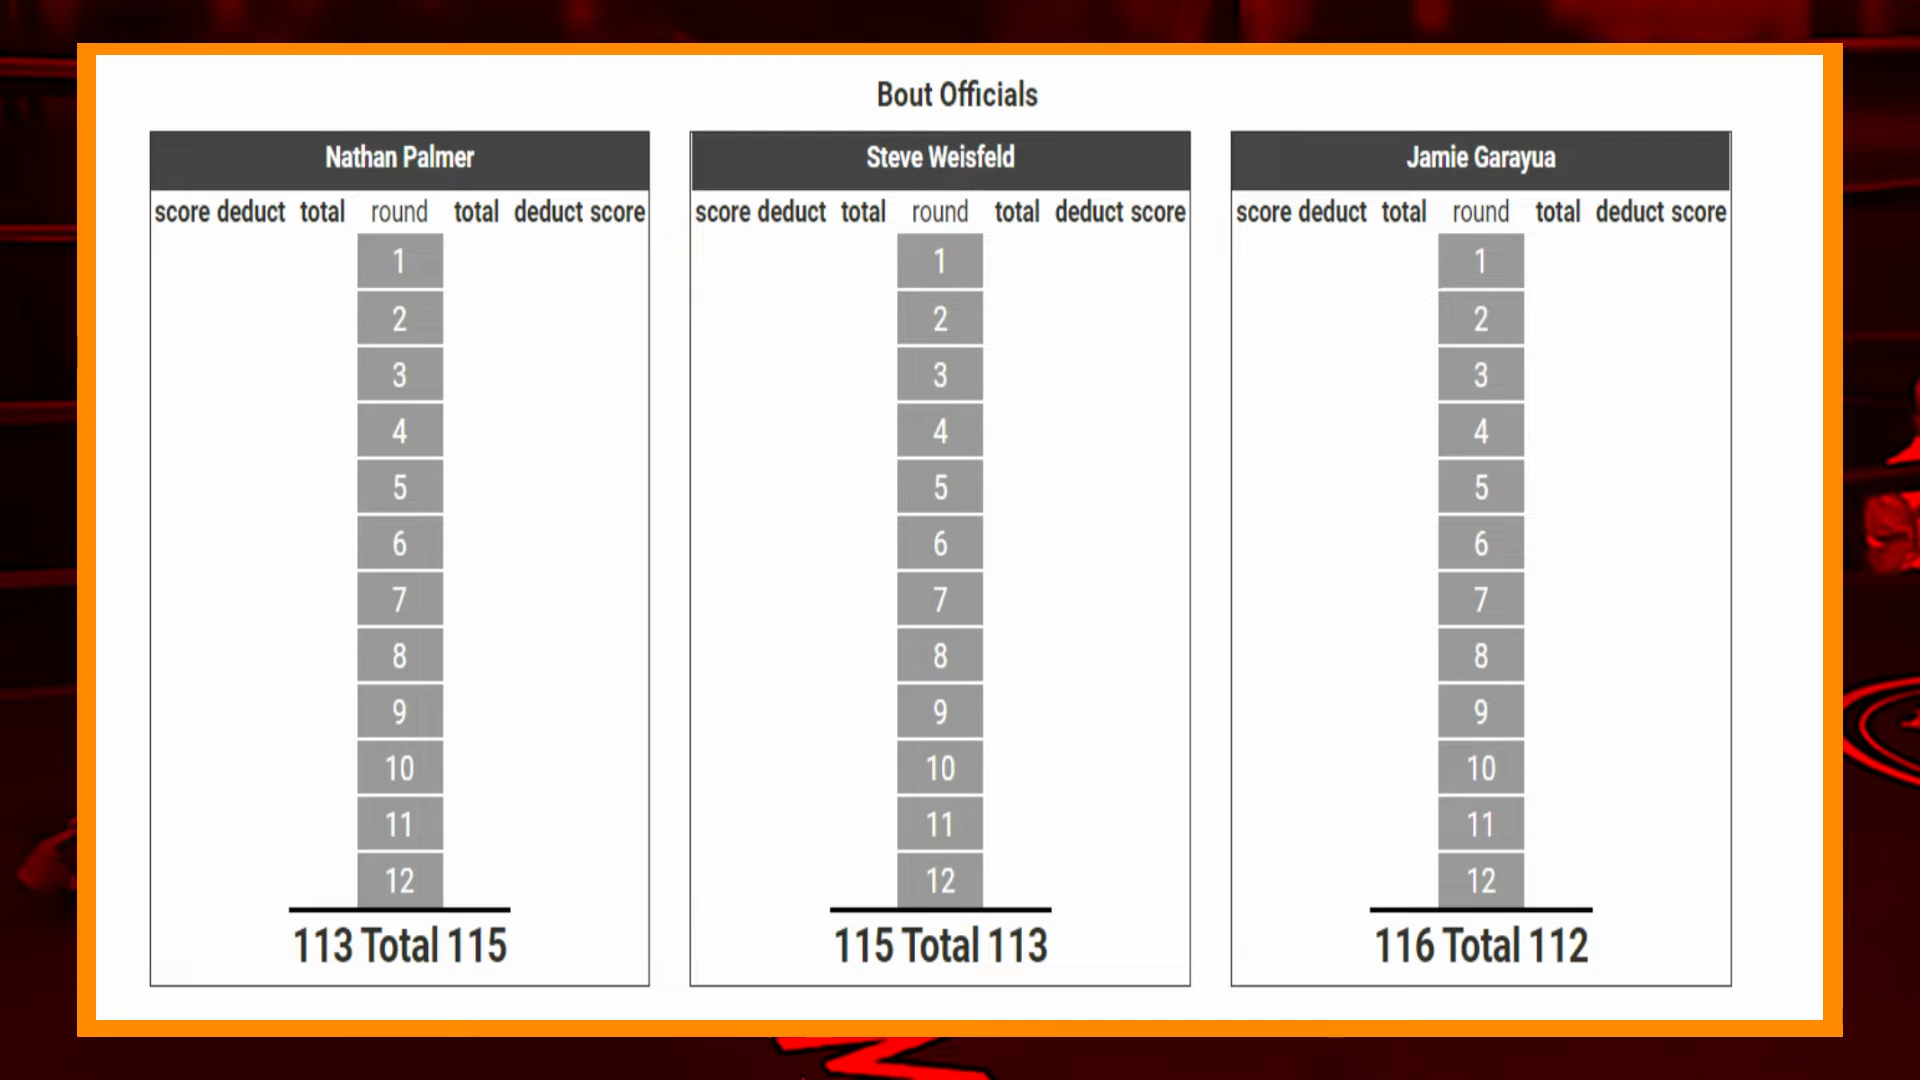 Bout Officials
Nathan Palmer Steve Weisfeld Jamie Garayua
score deduct total round total deduct score score deduct total round total deduct score score deduct total round total deduct score
1 1 1
2 2 2
3 3 3
4 4 4
5 5 5
6 6 6
7 7 7
8 8 8
9 9 9
10 10 10
11 11 11
12 12 12
113 Total 115 115 Total 113 116 Total 112